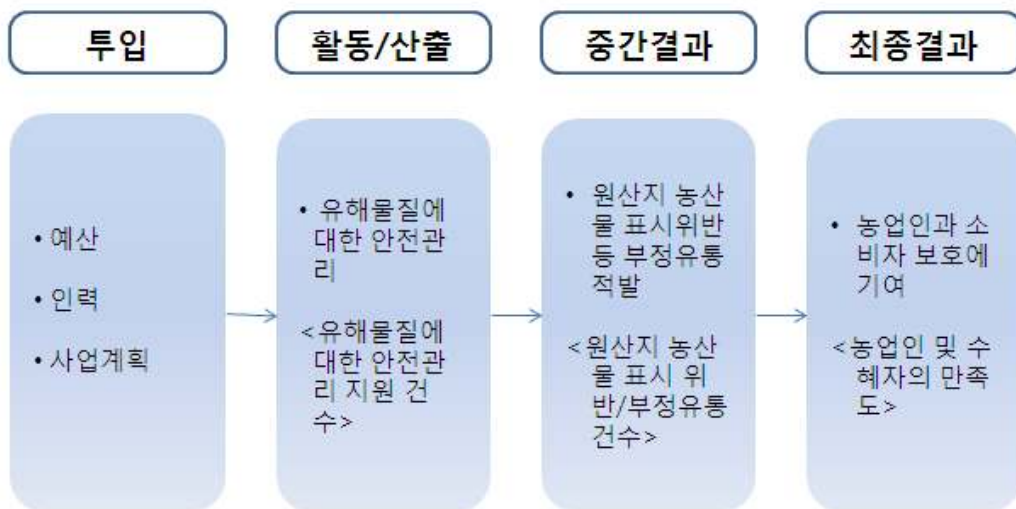 투입
활동/산출
중간결과
최종결과
• 예산
• 인력
• 사업계획
• 유해물질에
대한 안전관
리
<유해물질에
대한 안전관
리 지원 건
수>
• 원산지 농산
물 표시위반
등 부정유통
적발
<원산지 농산
물 표시 위
반/부정유통
건수>
• 농업인과 소
비자 보호에
기여
<농업인 및 수
혜자의 만족
도>